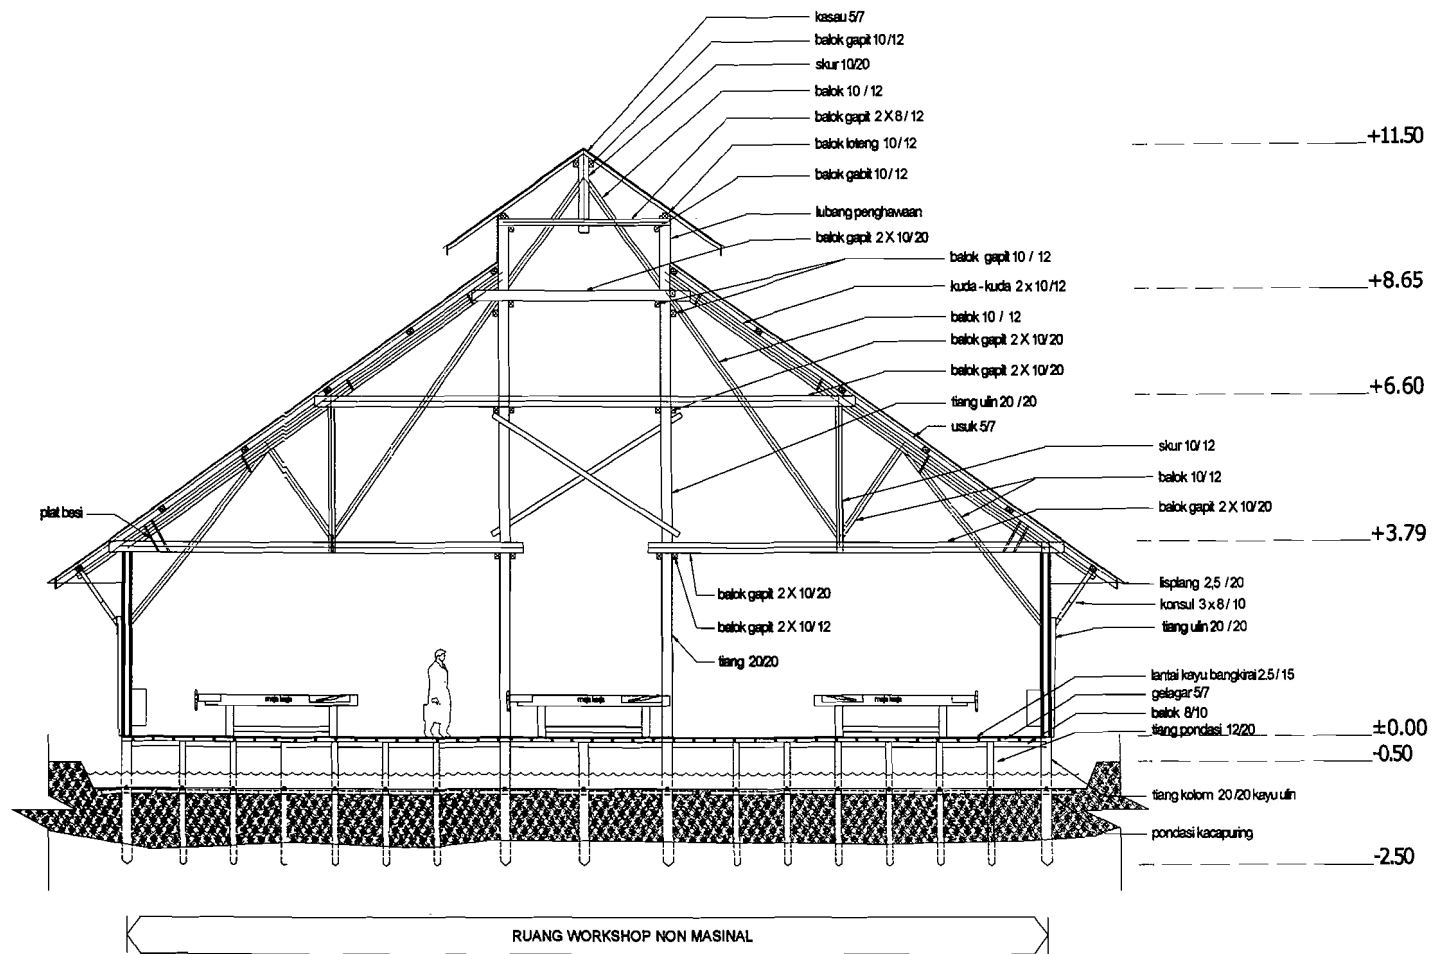 kasau 5/7
balok gapit 10/12
skur 10/20
balok 10 / 12
balok gapit 2 X 8 / 12
balok loteng 10 / 12
balok gabit 10 / 12
lubang penghawaan
balok gapit 2 X 10/ 20
balok gapit 10 / 12
kuda - kuda 2 x 10/12
balok 10 / 12
balok gapit 2 X 10/ 20
balok gapit 2 X 10/ 20
tiang ulin 20 / 20
usuk 5/7
skur 10/ 12
balok 10/ 12
balok gapit 2 X 10/ 20
plat besi
lisplang 2,5 / 20
konsul 3 x 8 / 10
tiang ulin 20 / 20
balok gapit 2 X 10/ 20
balok gapit 2 X 10/ 12
tiang 20/20
lantai kayu bangkirai 2.5 / 15
gelagar 5/7
balok 8/10
tiang pondasi 12/20
tiang kolom 20 /20 kayu ulin
pondasi kacapuring
+11.50
+8.65
+6.60
+3.79
±0.00
-0.50
-2.50
meja kerja
meja kerja
meja kerja
RUANG WORKSHOP NON MASINAL